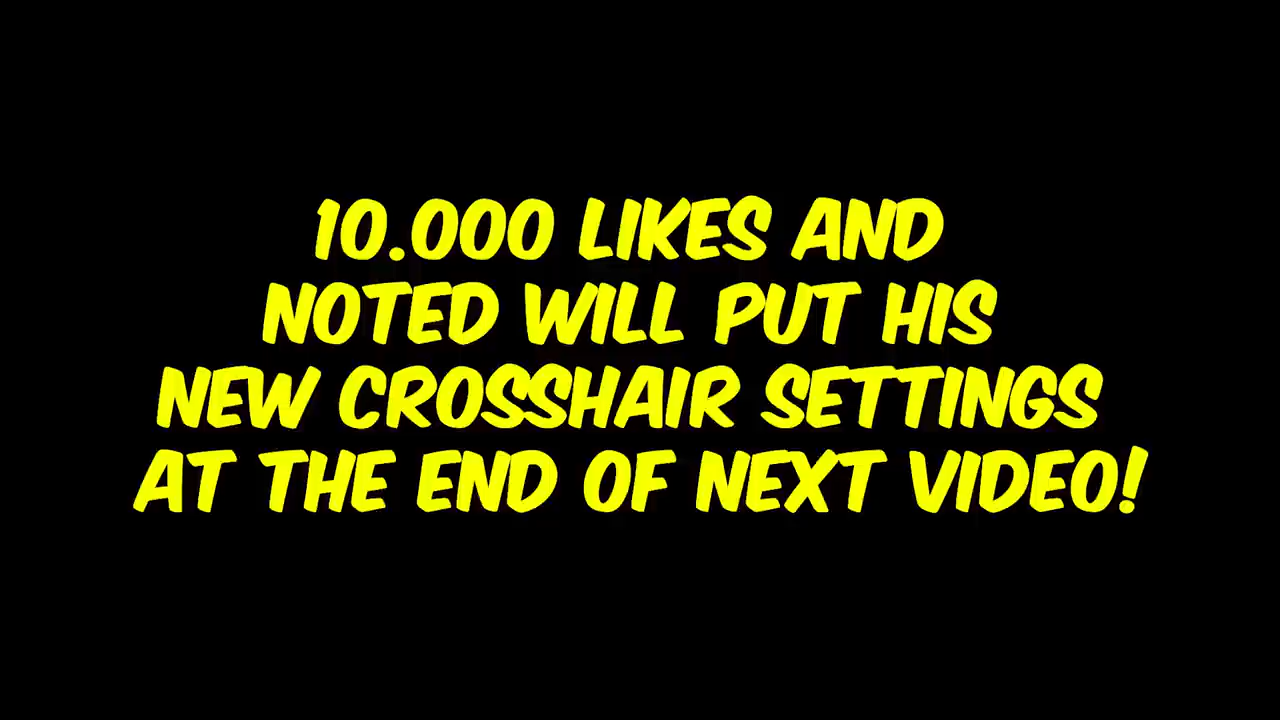 10.000 LIKES AND
NOTED WILL PUT HIS
NEW CROSSHAIR SETTINGS
AT THE END OF NEXT VIDEO!